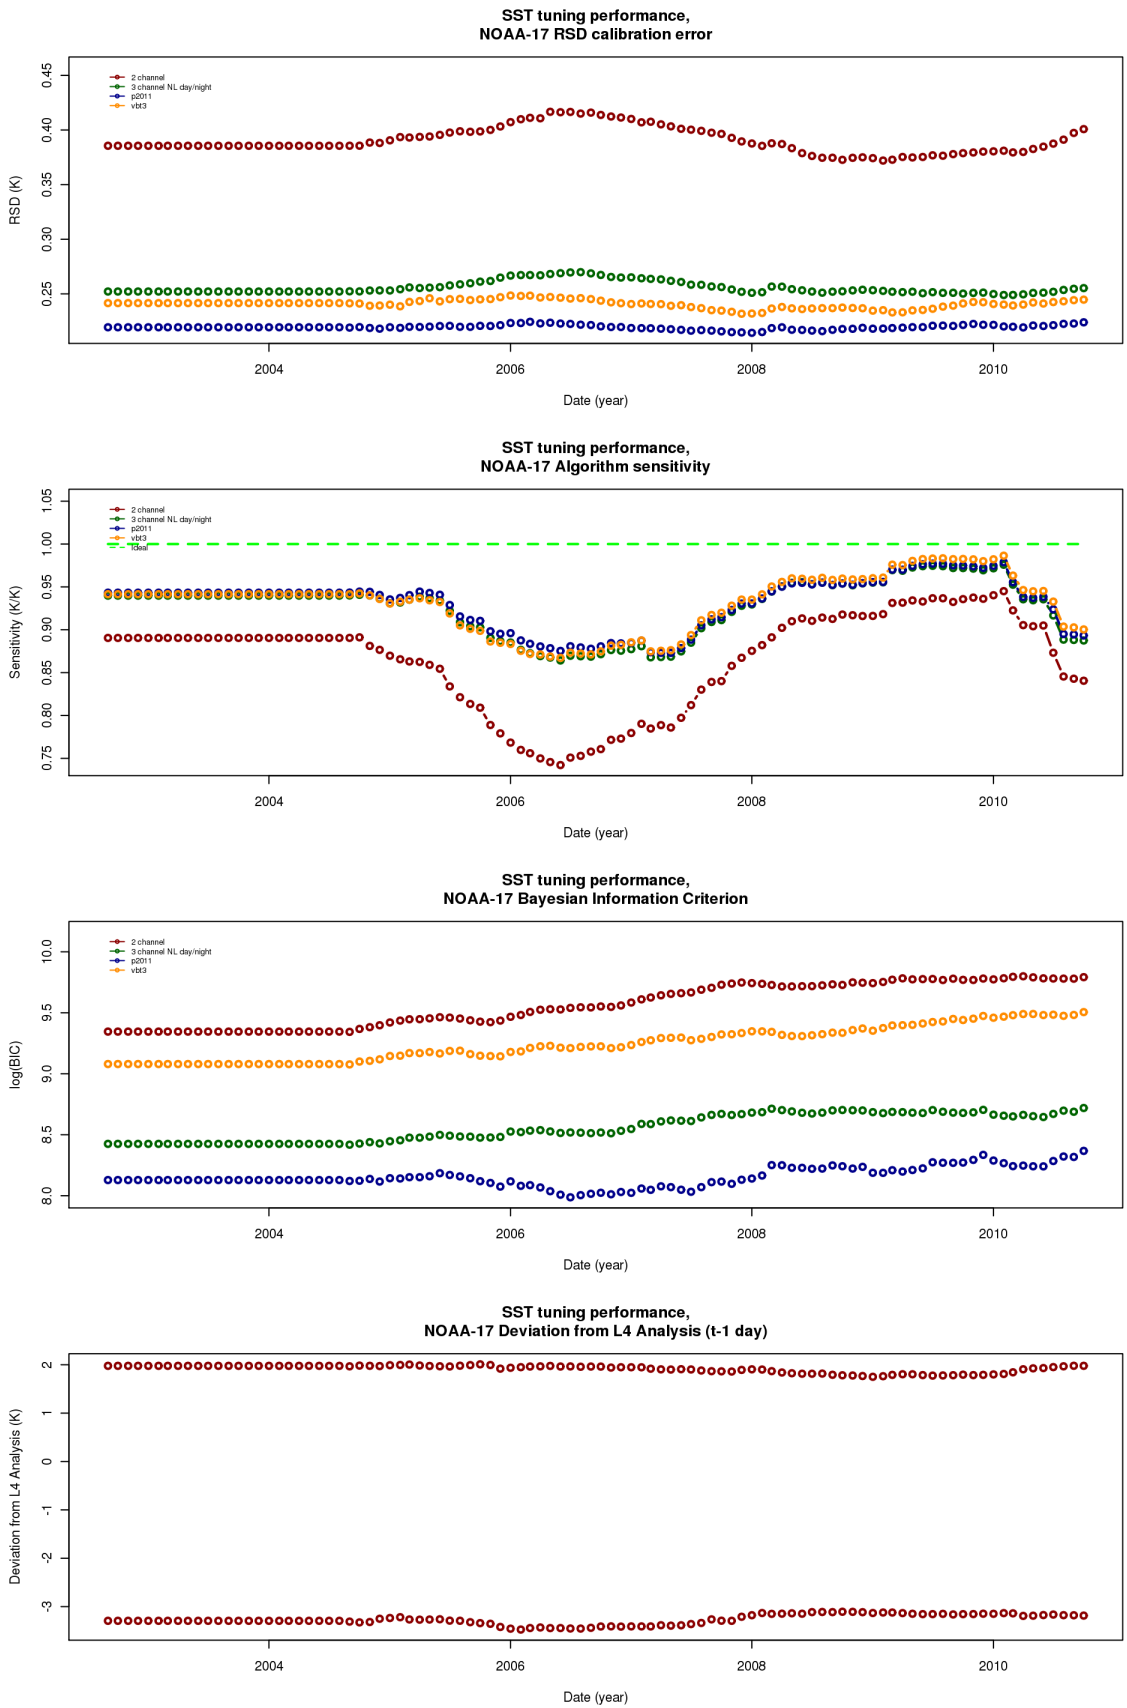 SST tuning performance,
NOAA-17 RSD calibration error
RSD (K)
0.45
0.40
0.35
0.30
0.25
2 channel
3 channel NL day/night
p2011
vbt3
2004 2006 2008 2010
Date (year)
SST tuning performance,
NOAA-17 Algorithm sensitivity
Sensitivity (K/K)
1.05
1.00
0.95
0.90
0.85
0.80
0.75
2 channel
3 channel NL day/night
p2011
vbt3
Ideal
2004 2006 2008 2010
Date (year)
SST tuning performance,
NOAA-17 Bayesian Information Criterion
log(BIC)
10.0
9.5
9.0
8.5
8.0
2 channel
3 channel NL day/night
p2011
vbt3
2004 2006 2008 2010
Date (year)
SST tuning performance,
NOAA-17 Deviation from L4 Analysis (t-1 day)
Deviation from L4 Analysis (K)
2
1
0
-1
-2
-3
2004 2006 2008 2010
Date (year)